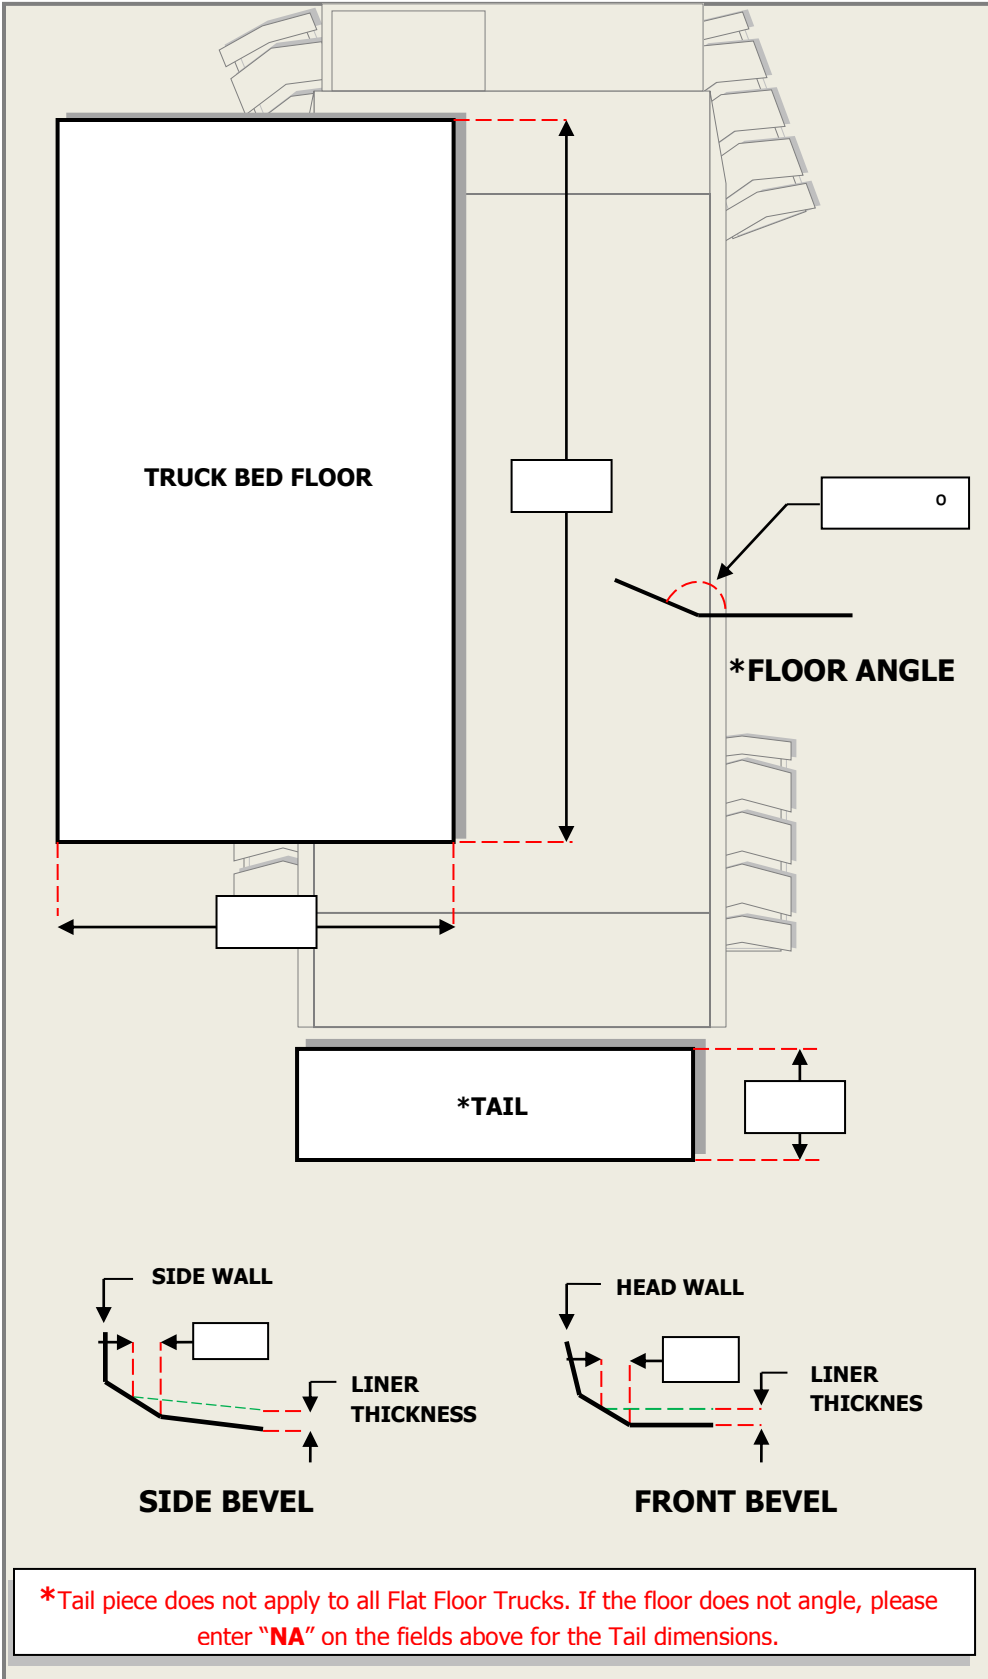 TRUCK BED FLOOR
o
*FLOOR ANGLE
*TAIL
SIDE WALL
LINER
THICKNESS
SIDE BEVEL
HEAD WALL
LINER
THICKNES
FRONT BEVEL
*Tail piece does not apply to all Flat Floor Trucks. If the floor does not angle, please
enter “NA” on the fields above for the Tail dimensions.